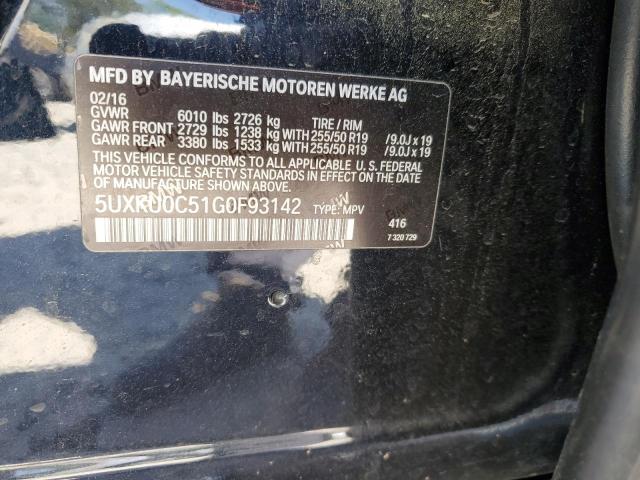 MFD BY BAYERISCHE MOTOREN WERKE AG
02/16
GVWR 6010 lbs 2726 kg TIRE / RIM
GAWR FRONT 2729 lbs 1238 kg WITH 255/50 R19 /9.0J x 19
GAWR REAR 3380 lbs 1533 kg WITH 255/50 R19 /9.0J x 19
THIS VEHICLE CONFORMS TO ALL APPLICABLE U. S. FEDERAL
MOTOR VEHICLE SAFETY STANDARDS IN EFFECT ON THE DATE
OF MANUFACTURE SHOWN ABOVE.
5UXKU0C51G0F93142 TYPE: MPV
416
7 320 729